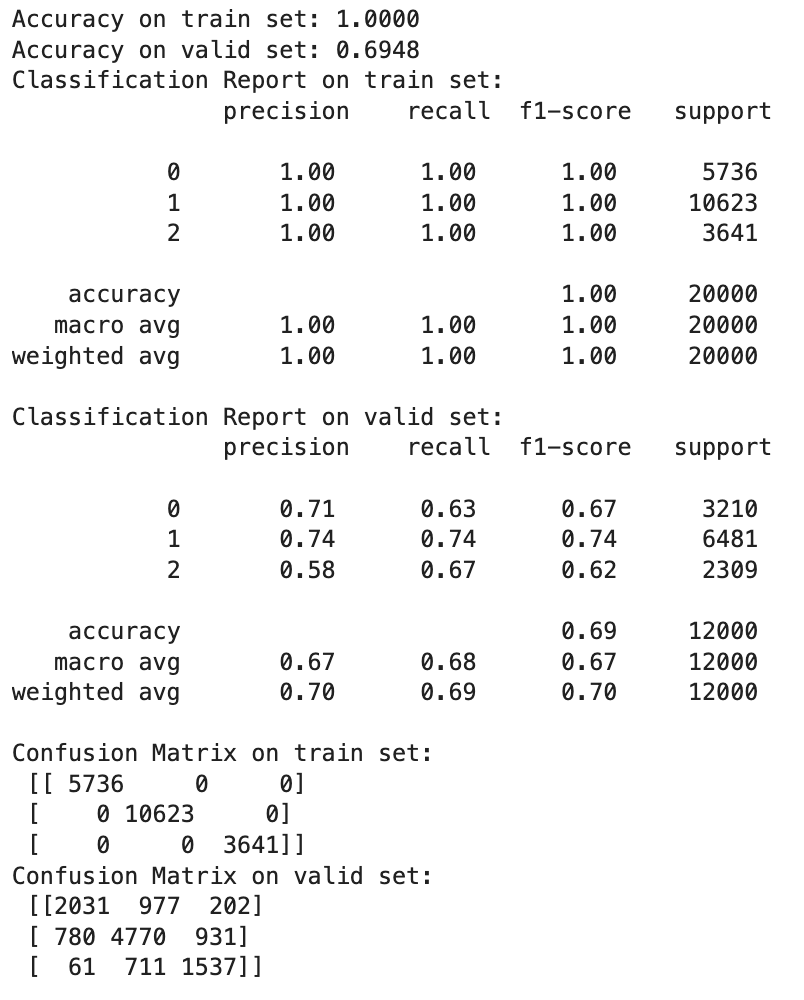 Accuracy on train set: 1.0000
Accuracy on valid set: 0.6948
Classification Report on train set:
              precision    recall  f1-score   support

           0       1.00      1.00      1.00      5736
           1       1.00      1.00      1.00     10623
           2       1.00      1.00      1.00      3641

    accuracy                           1.00     20000
   macro avg       1.00      1.00      1.00     20000
weighted avg       1.00      1.00      1.00     20000

Classification Report on valid set:
              precision    recall  f1-score   support

           0       0.71      0.63      0.67      3210
           1       0.74      0.74      0.74      6481
           2       0.58      0.67      0.62      2309

    accuracy                           0.69     12000
   macro avg       0.67      0.68      0.67     12000
weighted avg       0.70      0.69      0.70     12000

Confusion Matrix on train set:
 [[ 5736     0     0]
 [    0 10623     0]
 [    0     0  3641]]
Confusion Matrix on valid set:
 [[2031  977  202]
 [ 780 4770  931]
 [  61  711 1537]]